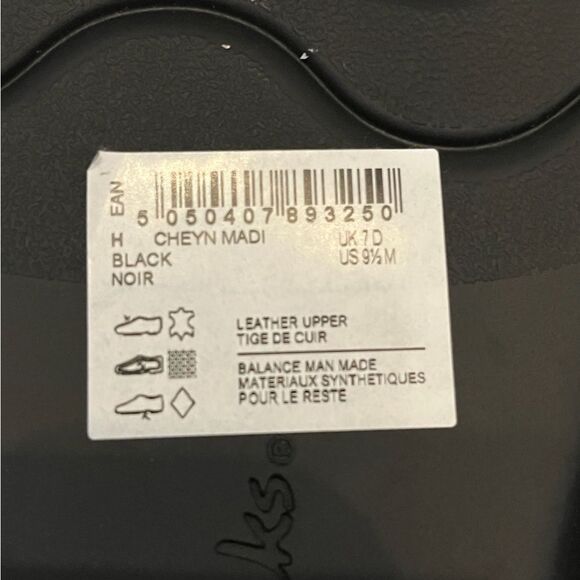 EAN
5 050407 893250
H CHEYN MADI UK 7 D
BLACK US 9½ M
NOIR
LEATHER UPPER
TIGE DE CUIR
BALANCE MAN MADE
MATERIAUX SYNTHETIQUES
POUR LE RESTE
ks®